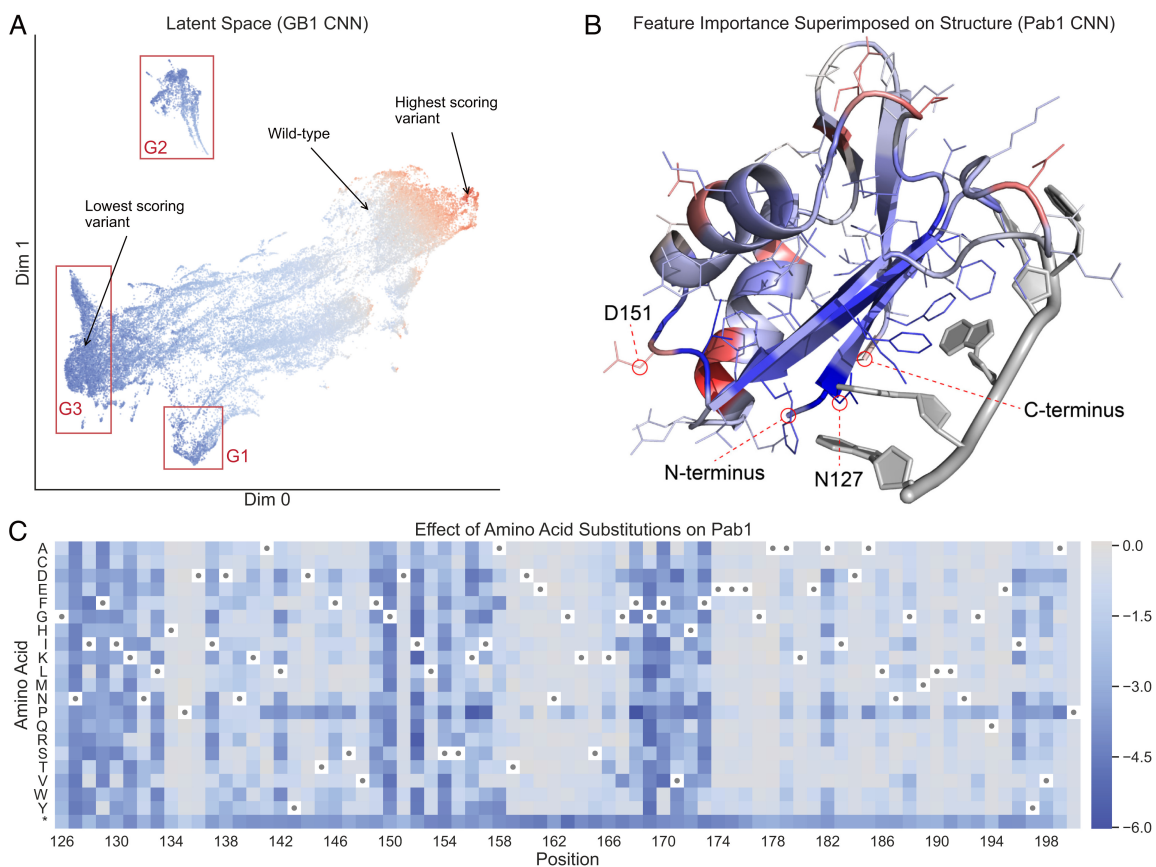 A
Latent Space (GB1 CNN)
G2
Wild-type
Highest scoring
variant
Lowest scoring
variant
G3
G1
Dim 1
Dim 0
B
Feature Importance Superimposed on Structure (Pab1 CNN)
D151
N-terminus
N127
C-terminus
C
Effect of Amino Acid Substitutions on Pab1
Amino Acid
A
C
D
E
F
G
H
I
K
L
M
N
P
Q
R
S
T
V
W
Y
*
126 130 134 138 142 146 150 154 158 162 166 170 174 178 182 186 190 194 198
Position
0.0
-1.5
-3.0
-4.5
-6.0